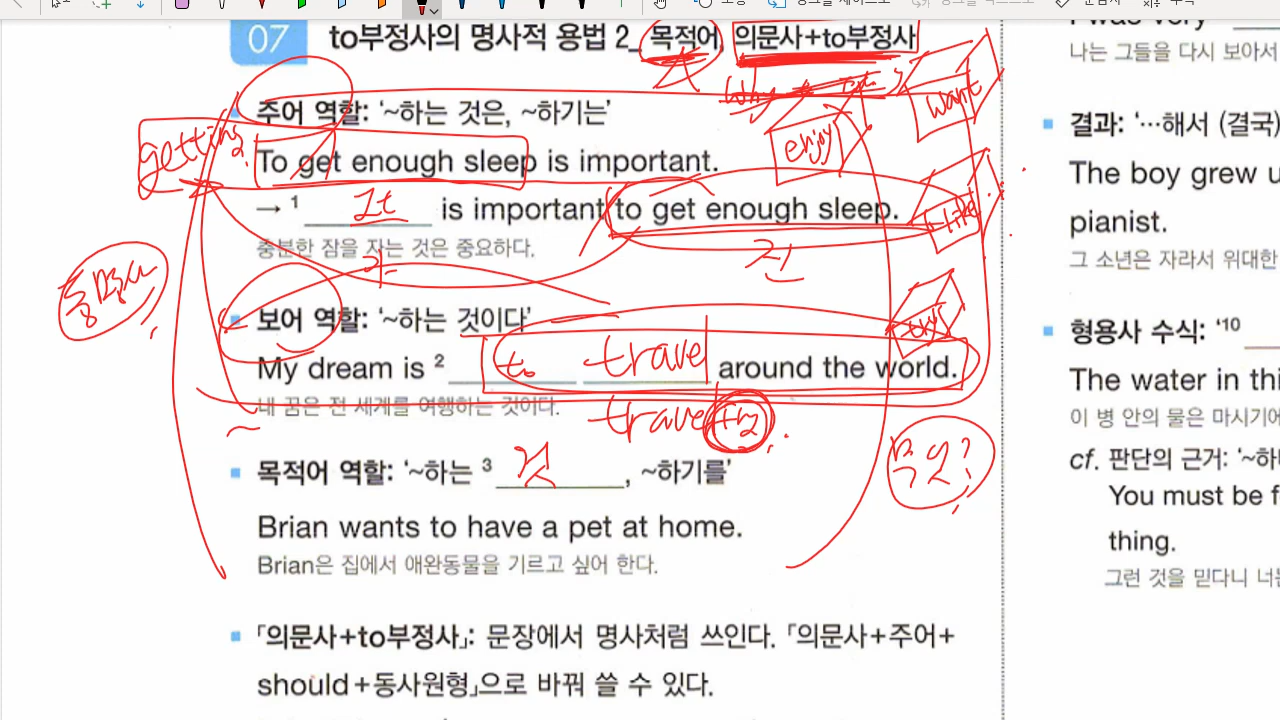 07 to부정사의 명사적 용법 2_ 목적어, 의문사+to부정사
why
want
enjoy
주어 역할: '~하는 것은, ~하기는'
getting
To get enough sleep is important.
→ 1 It is important to get enough sleep.
like
충분한 잠을 자는 것은 중요하다.
가
진
동명사
보어 역할: '~하는 것이다'
try
My dream is 2 to travel around the world.
내 꿈은 전 세계를 여행하는 것이다.
travel
무엇?
목적어 역할: '~하는 3 것, ~하기를'
Brian wants to have a pet at home.
Brian은 집에서 애완동물을 기르고 싶어 한다.
「의문사+to부정사」: 문장에서 명사처럼 쓰인다. 「의문사+주어+
should+동사원형」으로 바꿔 쓸 수 있다.
나는 그들을 다시 보아서
결과: '…해서 (결국)
The boy grew u
pianist.
그 소년은 자라서 위대한
형용사 수식: '10
The water in thi
이 병 안의 물은 마시기에
cf. 판단의 근거: '~하
You must be f
thing.
그런 것을 믿다니 너는